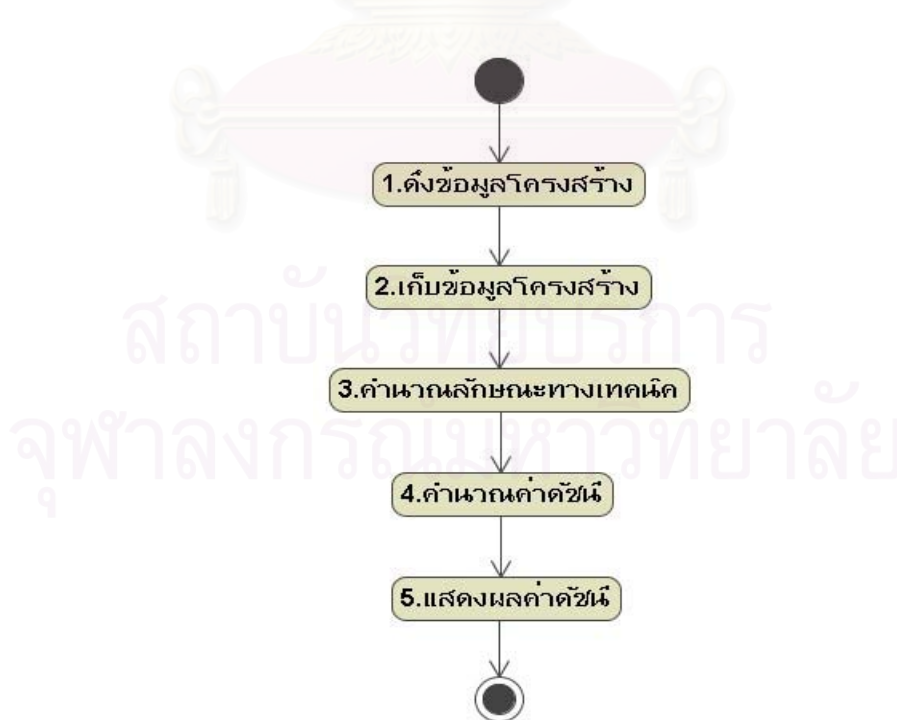 1.ดึงข้อมูลโครงสร้าง
2.เก็บข้อมูลโครงสร้าง
สถาบันวิทยบริการ
3.คำนวณลักษณะทางเทคนิค
จุฬาลงกรณ์มหาวิทยาลัย
4.คำนวณค่าดัชนี
5.แสดงผลค่าดัชนี